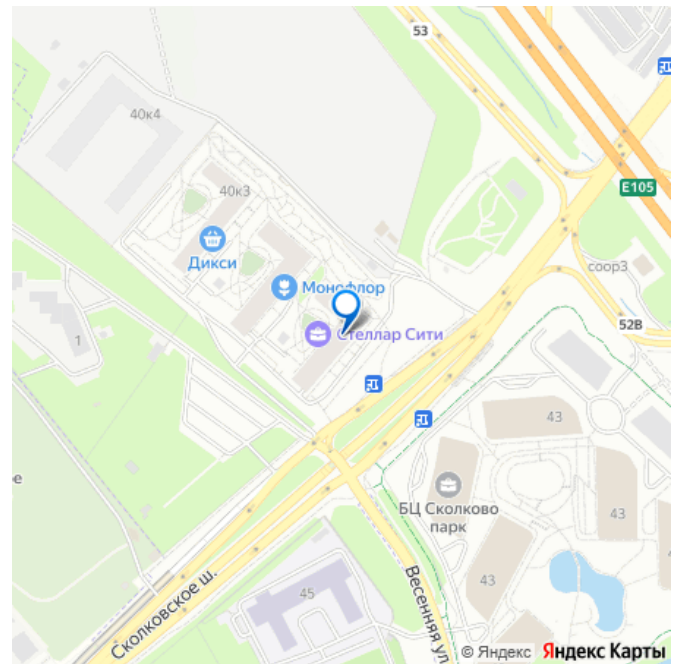 53
40к4
40к3
E105
Дикси
соор3
Монофлор
52В
Стеллар Сити
1
43
е
БЦ Сколково
парк
43
43
45
Сколковское ш.
Весенняя ул
© Яндекс Яндекс Карты